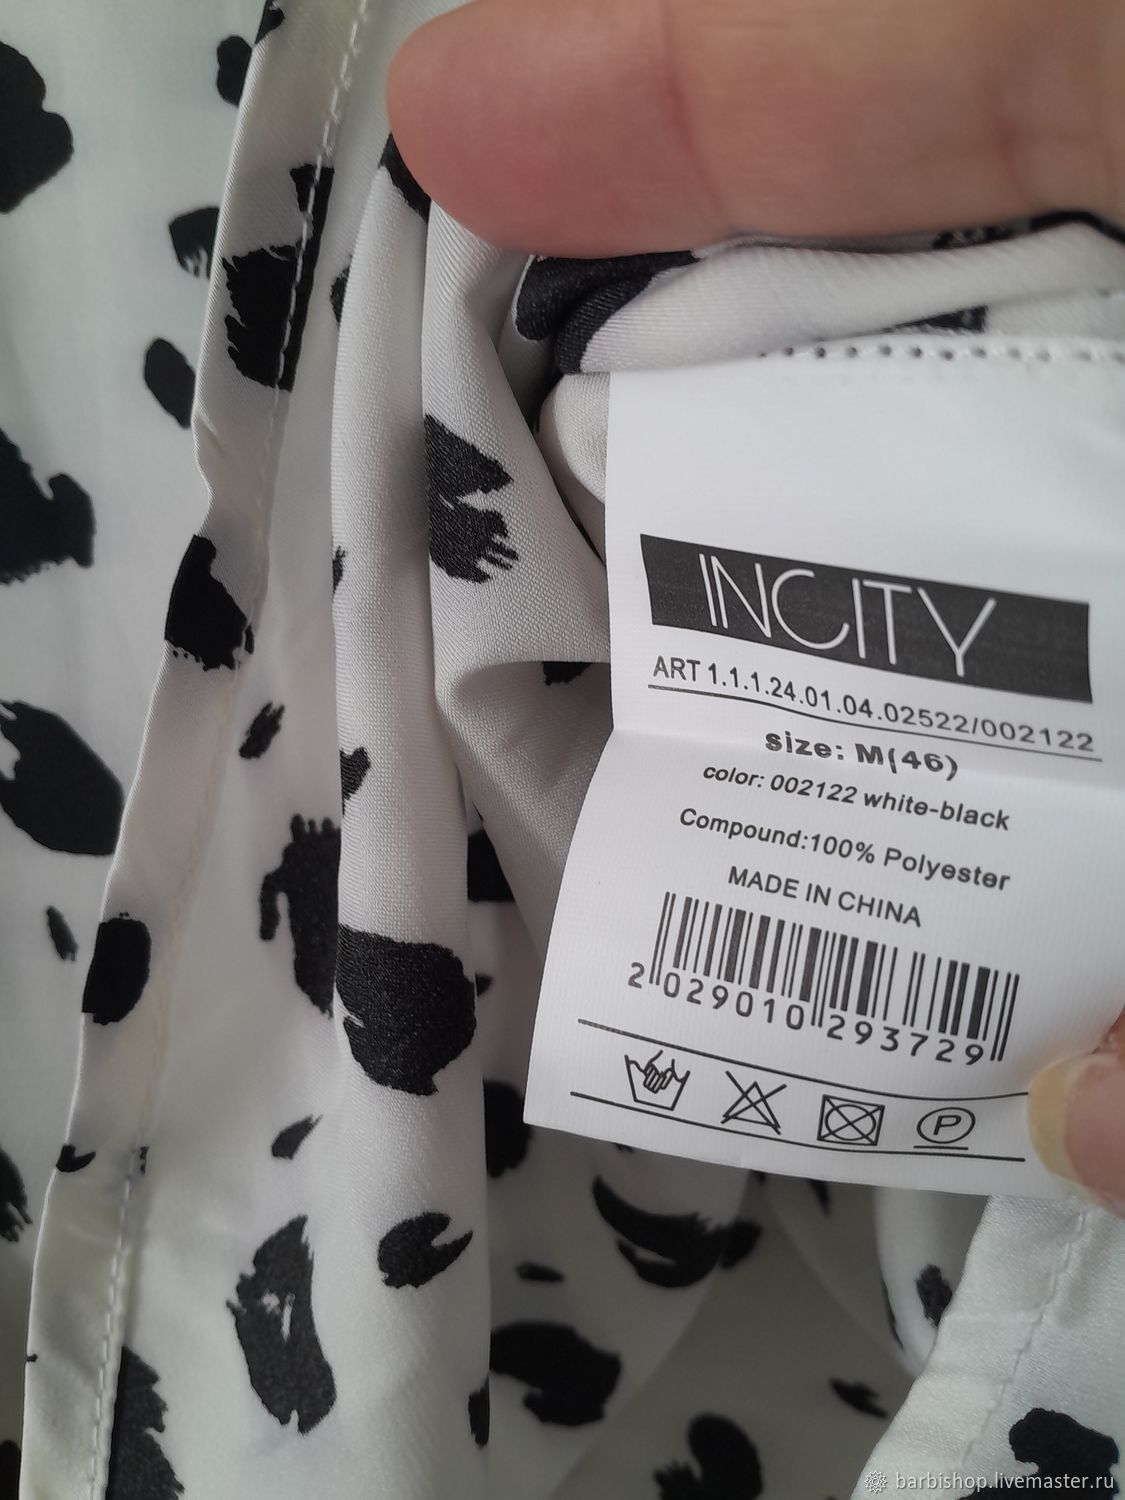 INCITY
ART 1.1.1.24.01.04.02522/002122
size: M(46)
color: 002122 white-black
Compound:100% Polyester
MADE IN CHINA
2 029010 293729
P
barbishop.livemaster.ru